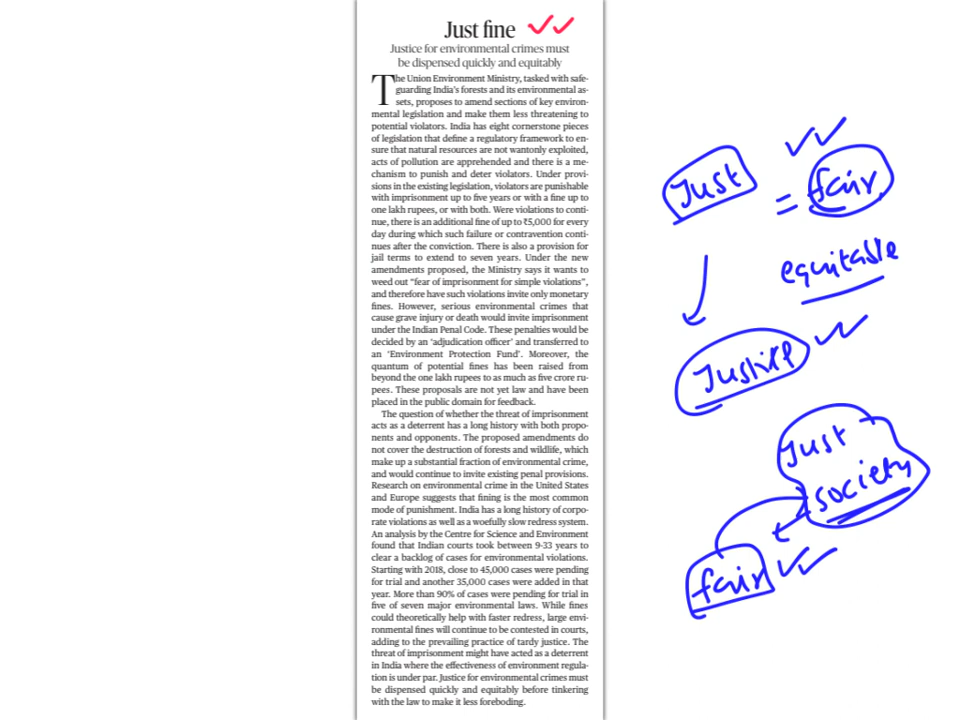 Just fine
Justice for environmental crimes must
be dispensed quickly and equitably
The Union Environment Ministry, tasked with safe-
guarding India's forests and its environmental as-
sets, proposes to amend sections of key environ-
mental legislation and make them less threatening to
potential violators. India has eight cornerstone pieces
of legislation that define a regulatory framework to en-
sure that natural resources are not wantonly exploited,
acts of pollution are apprehended and there is a me-
chanism to punish and deter violators. Under provi-
sions in the existing legislation, violators are punishable
with imprisonment up to five years or with a fine up to
one lakh rupees, or with both. Were violations to conti-
nue, there is an additional fine of up to ₹5,000 for every
day during which such failure or contravention conti-
nues after the conviction. There is also a provision for
jail terms to extend to seven years. Under the new
amendments proposed, the Ministry says it wants to
weed out "fear of imprisonment for simple violations",
and therefore have such violations invite only monetary
fines. However, serious environmental crimes that
cause grave injury or death would invite imprisonment
under the Indian Penal Code. These penalties would be
decided by an 'adjudication officer' and transferred to
an 'Environment Protection Fund'. Moreover, the
quantum of potential fines has been raised from
beyond the one lakh rupees to as much as five crore ru-
pees. These proposals are not yet law and have been
placed in the public domain for feedback.
The question of whether the threat of imprisonment
acts as a deterrent has a long history with both propo-
nents and opponents. The proposed amendments do
not cover the destruction of forests and wildlife, which
make up a substantial fraction of environmental crime,
and would continue to invite existing penal provisions.
Research on environmental crime in the United States
and Europe suggests that fining is the most common
mode of punishment. India has a long history of corpo-
rate violations as well as a woefully slow redress system.
An analysis by the Centre for Science and Environment
found that Indian courts took between 9-33 years to
clear a backlog of cases for environmental violations.
Starting with 2018, close to 45,000 cases were pending
for trial and another 35,000 cases were added in that
year. More than 90% of cases were pending for trial in
five of seven major environmental laws. While fines
could theoretically help with faster redress, large envi-
ronmental fines will continue to be contested in courts,
adding to the prevailing practice of tardy justice. The
threat of imprisonment might have acted as a deterrent
in India where the effectiveness of environment regula-
tion is under par. Justice for environmental crimes must
be dispensed quickly and equitably before tinkering
with the law to make it less foreboding.
Just = fair
equitable
Justice
Just
society
fair